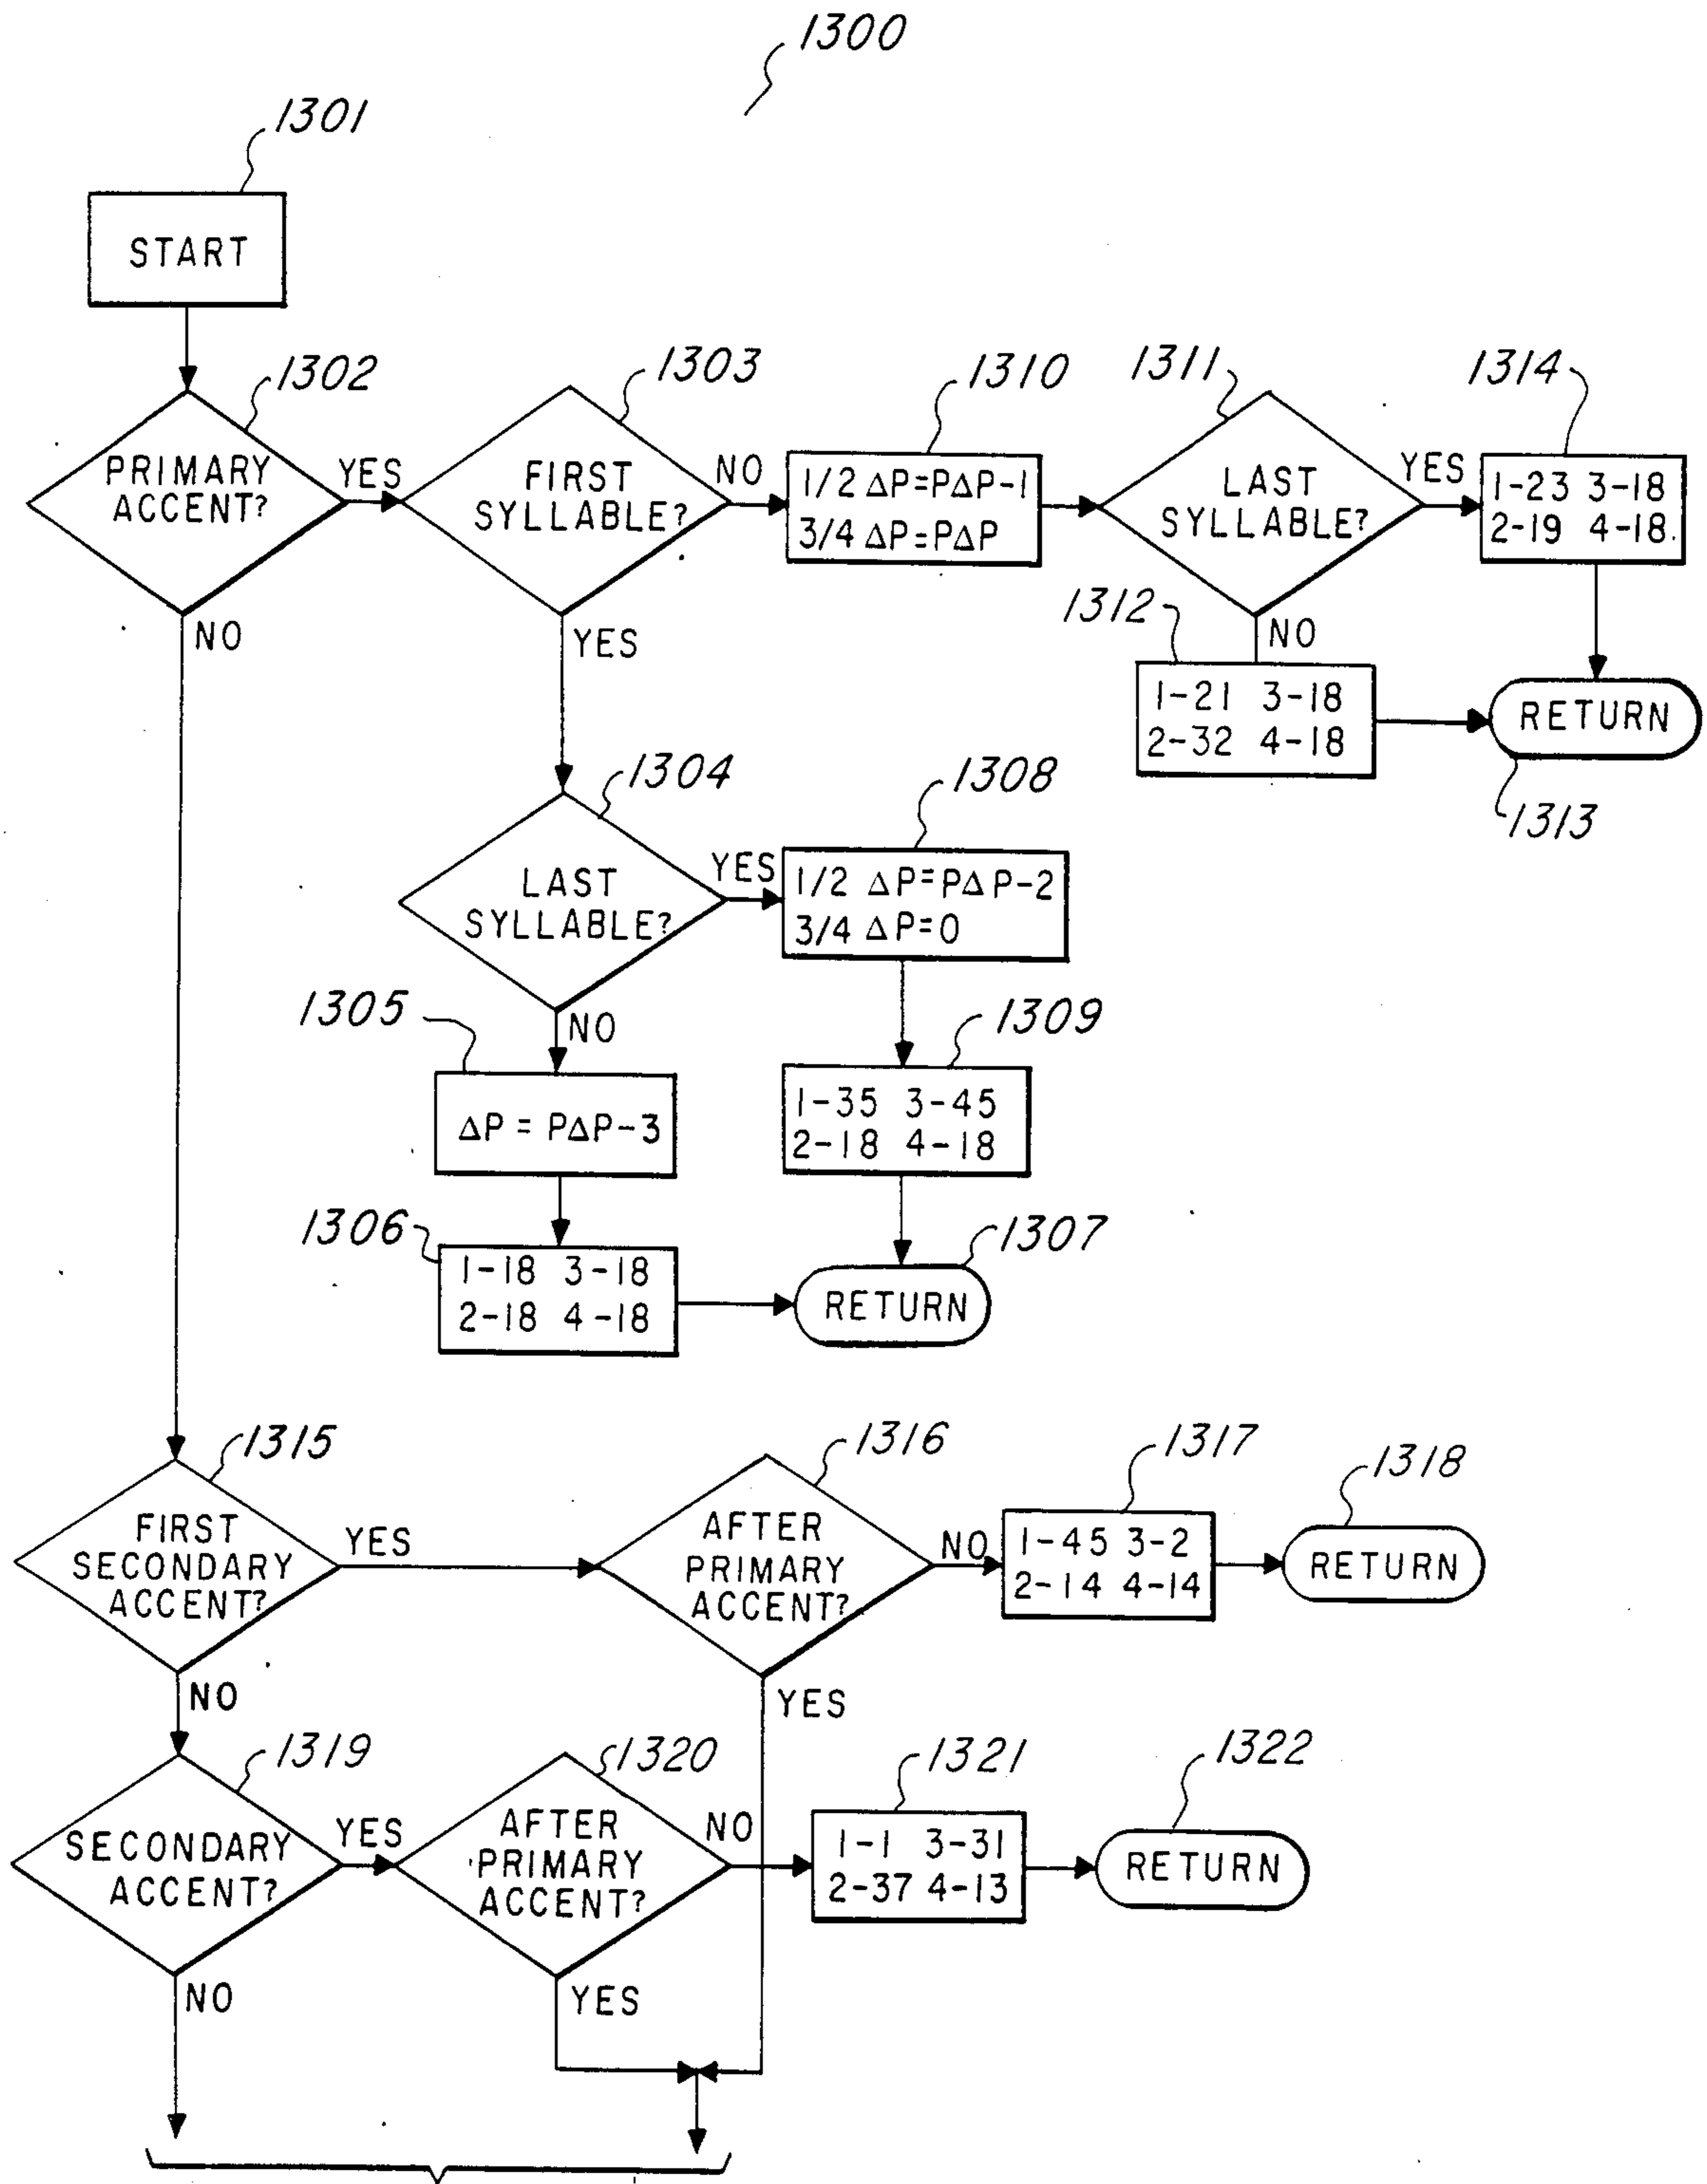 1300
1301
START
1302
PRIMARY
ACCENT?
YES
NO
1303
FIRST
SYLLABLE?
NO
YES
1310
1/2 ΔP=PΔP-1
3/4 ΔP=PΔP
1311
LAST
SYLLABLE?
YES
NO
1314
1-23 3-18
2-19 4-18
1312
1-21 3-18
2-32 4-18
RETURN
1313
1304
LAST
SYLLABLE?
YES
NO
1308
1/2 ΔP=PΔP-2
3/4 ΔP=0
1305
ΔP = PΔP-3
1309
1-35 3-45
2-18 4-18
1306
1-18 3-18
2-18 4-18
1307
RETURN
1315
FIRST
SECONDARY
ACCENT?
YES
NO
1316
AFTER
PRIMARY
ACCENT?
NO
YES
1317
1-45 3-2
2-14 4-14
1318
RETURN
1319
SECONDARY
ACCENT?
YES
NO
1320
AFTER
PRIMARY
ACCENT?
NO
YES
1321
1-1 3-31
2-37 4-13
1322
RETURN